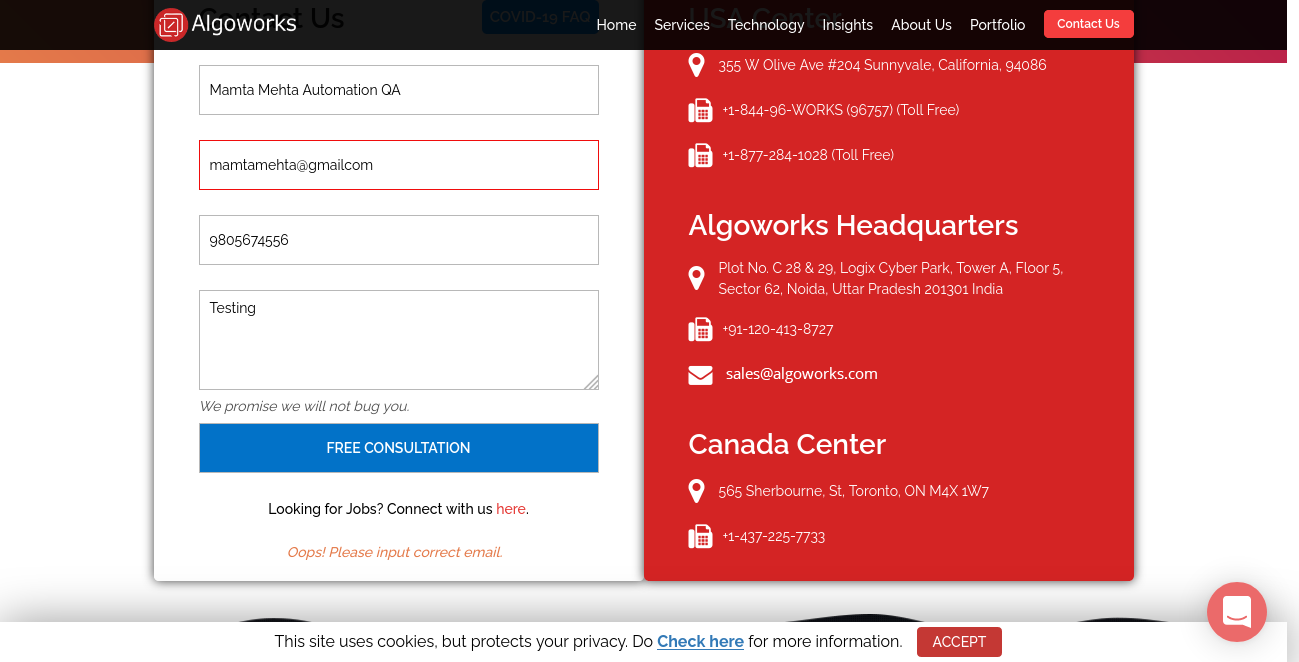 Contact Us
COVID-19 FAQ
USA Center
Algoworks
Home
Services
Technology
Insights
About Us
Portfolio
Contact Us
Mamta Mehta Automation QA
mamtamehta@gmailcom
9805674556
Testing
We promise we will not bug you.
FREE CONSULTATION
Looking for Jobs? Connect with us here.
Oops! Please input correct email.
355 W Olive Ave #204 Sunnyvale, California, 94086
+1-844-96-WORKS (96757) (Toll Free)
+1-877-284-1028 (Toll Free)
Algoworks Headquarters
Plot No. C 28 & 29, Logix Cyber Park, Tower A, Floor 5,
Sector 62, Noida, Uttar Pradesh 201301 India
+91-120-413-8727
sales@algoworks.com
Canada Center
565 Sherbourne, St, Toronto, ON M4X 1W7
+1-437-225-7733
This site uses cookies, but protects your privacy. Do Check here for more information.
ACCEPT